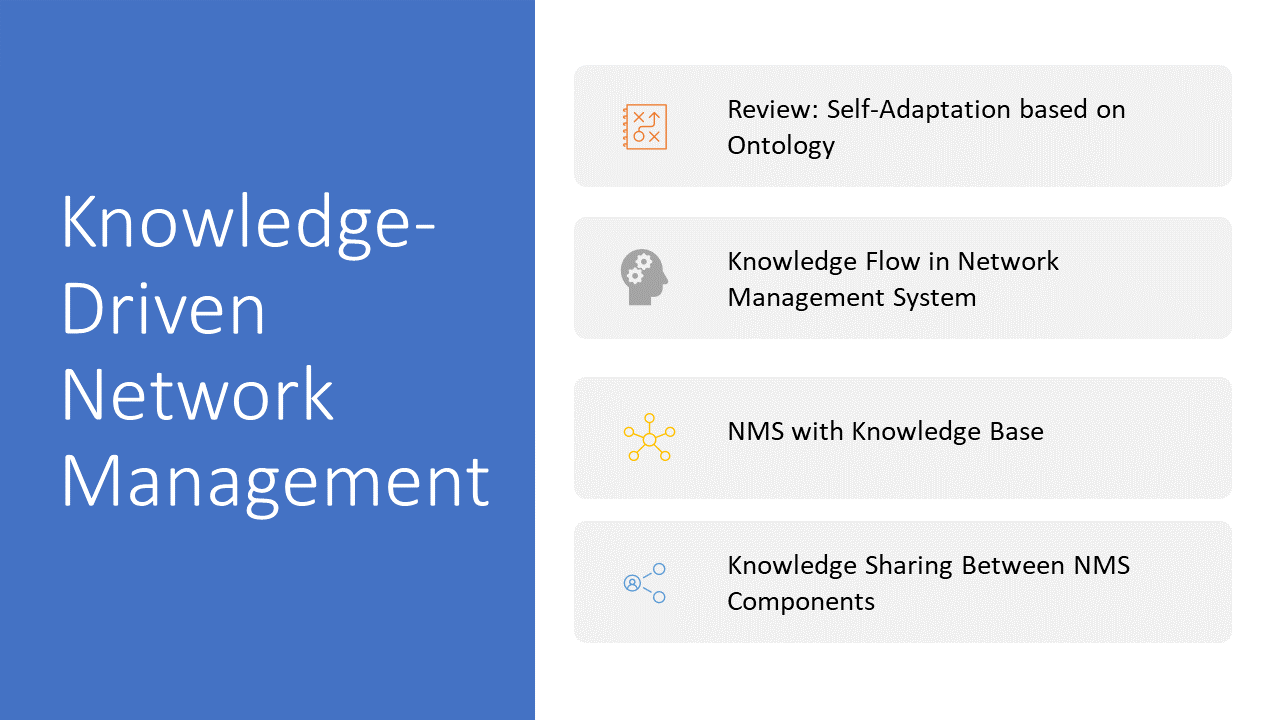 Knowledge-
Driven
Network
Management
Review: Self-Adaptation based on
Ontology
Knowledge Flow in Network
Management System
NMS with Knowledge Base
Knowledge Sharing Between NMS
Components